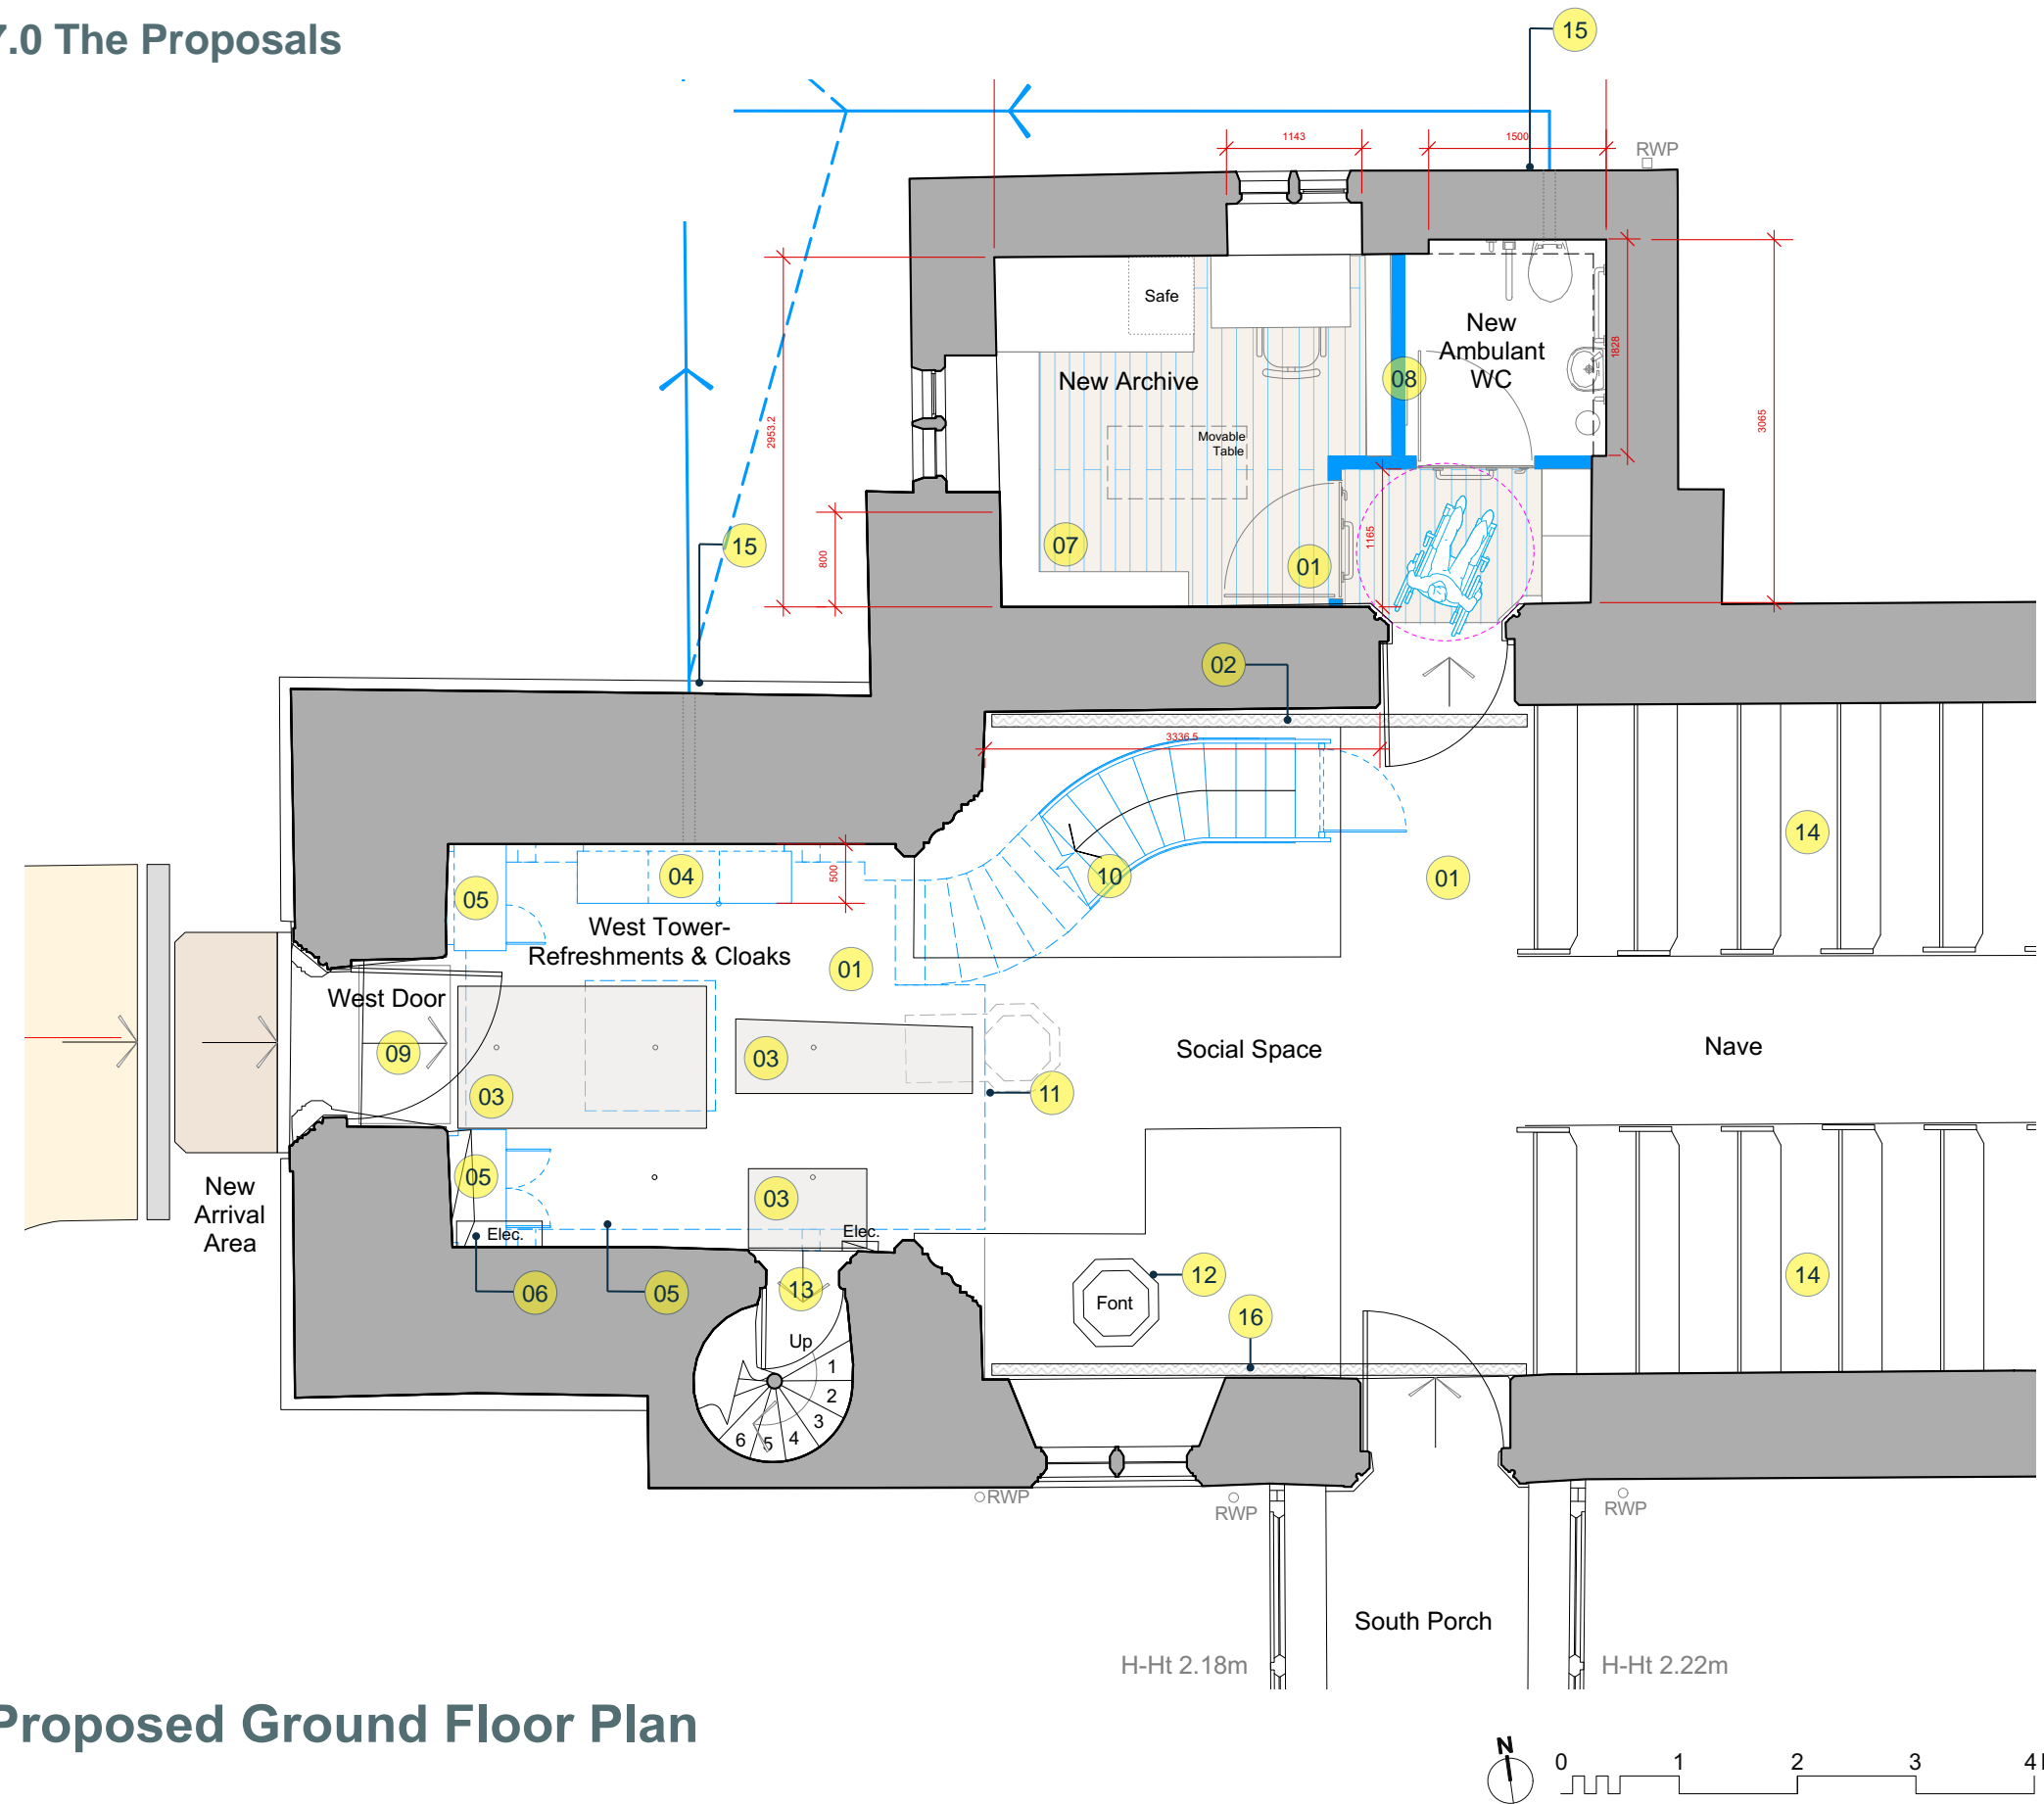 7.0 The Proposals
15
1143
1500
RWP
Safe
New
Ambulant
WC
1828
08
New Archive
2953.2
3065
Movable
Table
15
800
07
01
1165
02
3336.5
14
04
500
10
01
05
West Tower-
Refreshments & Cloaks
01
West Door
09
03
03
Social Space
Nave
11
03
05
03
New
Arrival
Area
Elec.
Elec.
06
05
13
12
Font
16
14
Up
1
2
3
4
5
6
RWP
RWP
RWP
South Porch
H-Ht 2.18m
H-Ht 2.22m
Proposed Ground Floor Plan
N
0 1 2 3 4